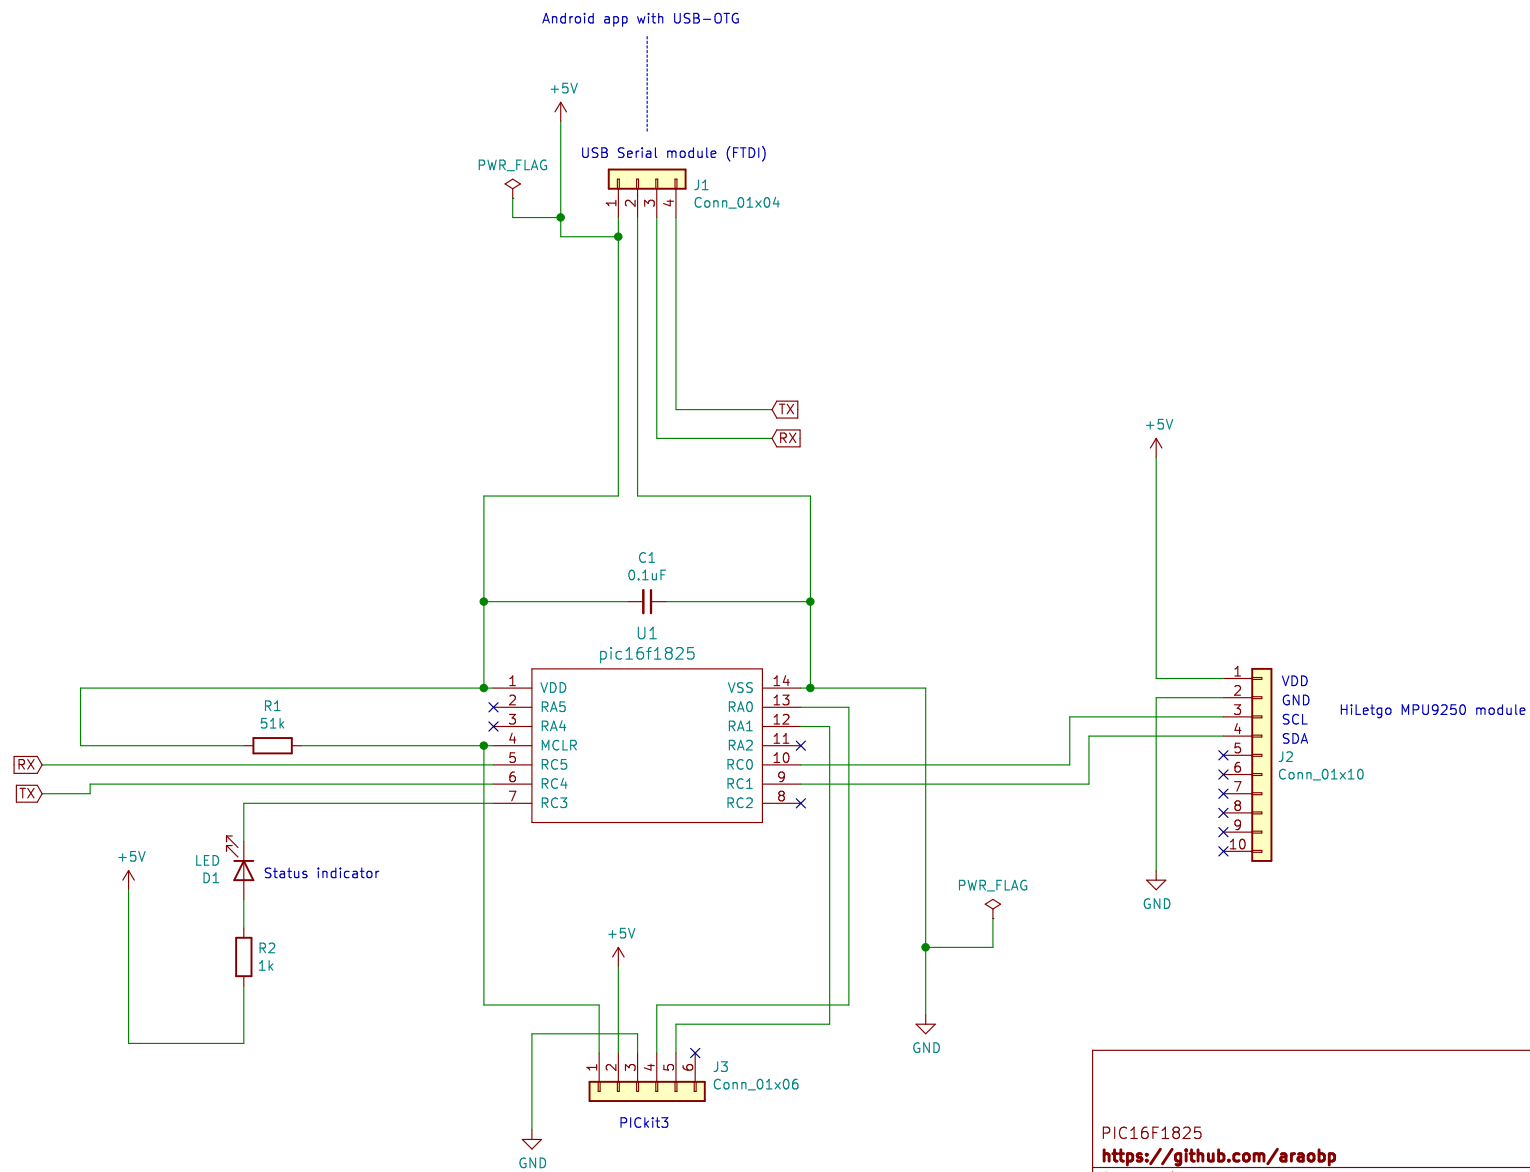 Android app with USB-OTG
+5V
PWR_FLAG
USB Serial module (FTDI)
J1
Conn_01x04
1
2
3
4
TX
RX
+5V
C1
0.1uF
U1
pic16f1825
1 VDD
2 RA5
3 RA4
4 MCLR
5 RC5
6 RC4
7 RC3
VSS 14
RA0 13
RA1 12
RA2 11
RC0 10
RC1 9
RC2 8
R1
51k
RX
TX
1 VDD
2 GND
3 SCL
4 SDA
5
6
7
8
9
10
HiLetgo MPU9250 module
J2
Conn_01x10
GND
+5V
LED
D1
Status indicator
R2
1k
PWR_FLAG
GND
+5V
1
2
3
4
5
6
J3
Conn_01x06
PICkit3
GND
PIC16F1825
https://github.com/araobp